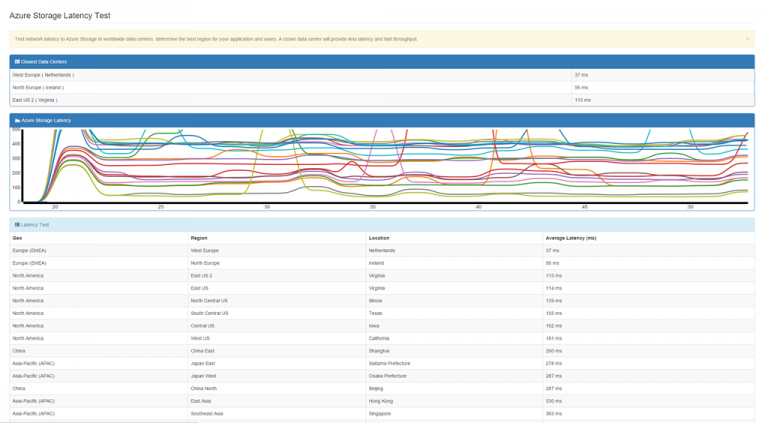 Azure Storage Latency Test
Test network latency to Azure Storage in worldwide data centers, determine the best region for your application and users. A closer data center will provide less latency and fast throughput
×
Closest Data Centers
West Europe ( Netherlands ) 37 ms
North Europe ( Ireland ) 56 ms
East US 2 ( Virginia ) 113 ms
Azure Storage Latency
500
400
300
200
100
0
20 25 30 35 40 45 50
Latency Test
Geo Region Location Average Latency (ms)
Europe (EMEA) West Europe Netherlands 37 ms
Europe (EMEA) North Europe Ireland 56 ms
North America East US 2 Virginia 113 ms
North America East US Virginia 114 ms
North America North Central US Illinois 139 ms
North America South Central US Texas 155 ms
North America Central US Iowa 162 ms
North America West US California 181 ms
China China East Shanghai 260 ms
Asia-Pacific (APAC) Japan East Saitama Prefecture 278 ms
Asia-Pacific (APAC) Japan West Osaka Prefecture 287 ms
China China North Beijing 287 ms
Asia-Pacific (APAC) East Asia Hong Kong 330 ms
Asia-Pacific (APAC) Southeast Asia Singapore 363 ms